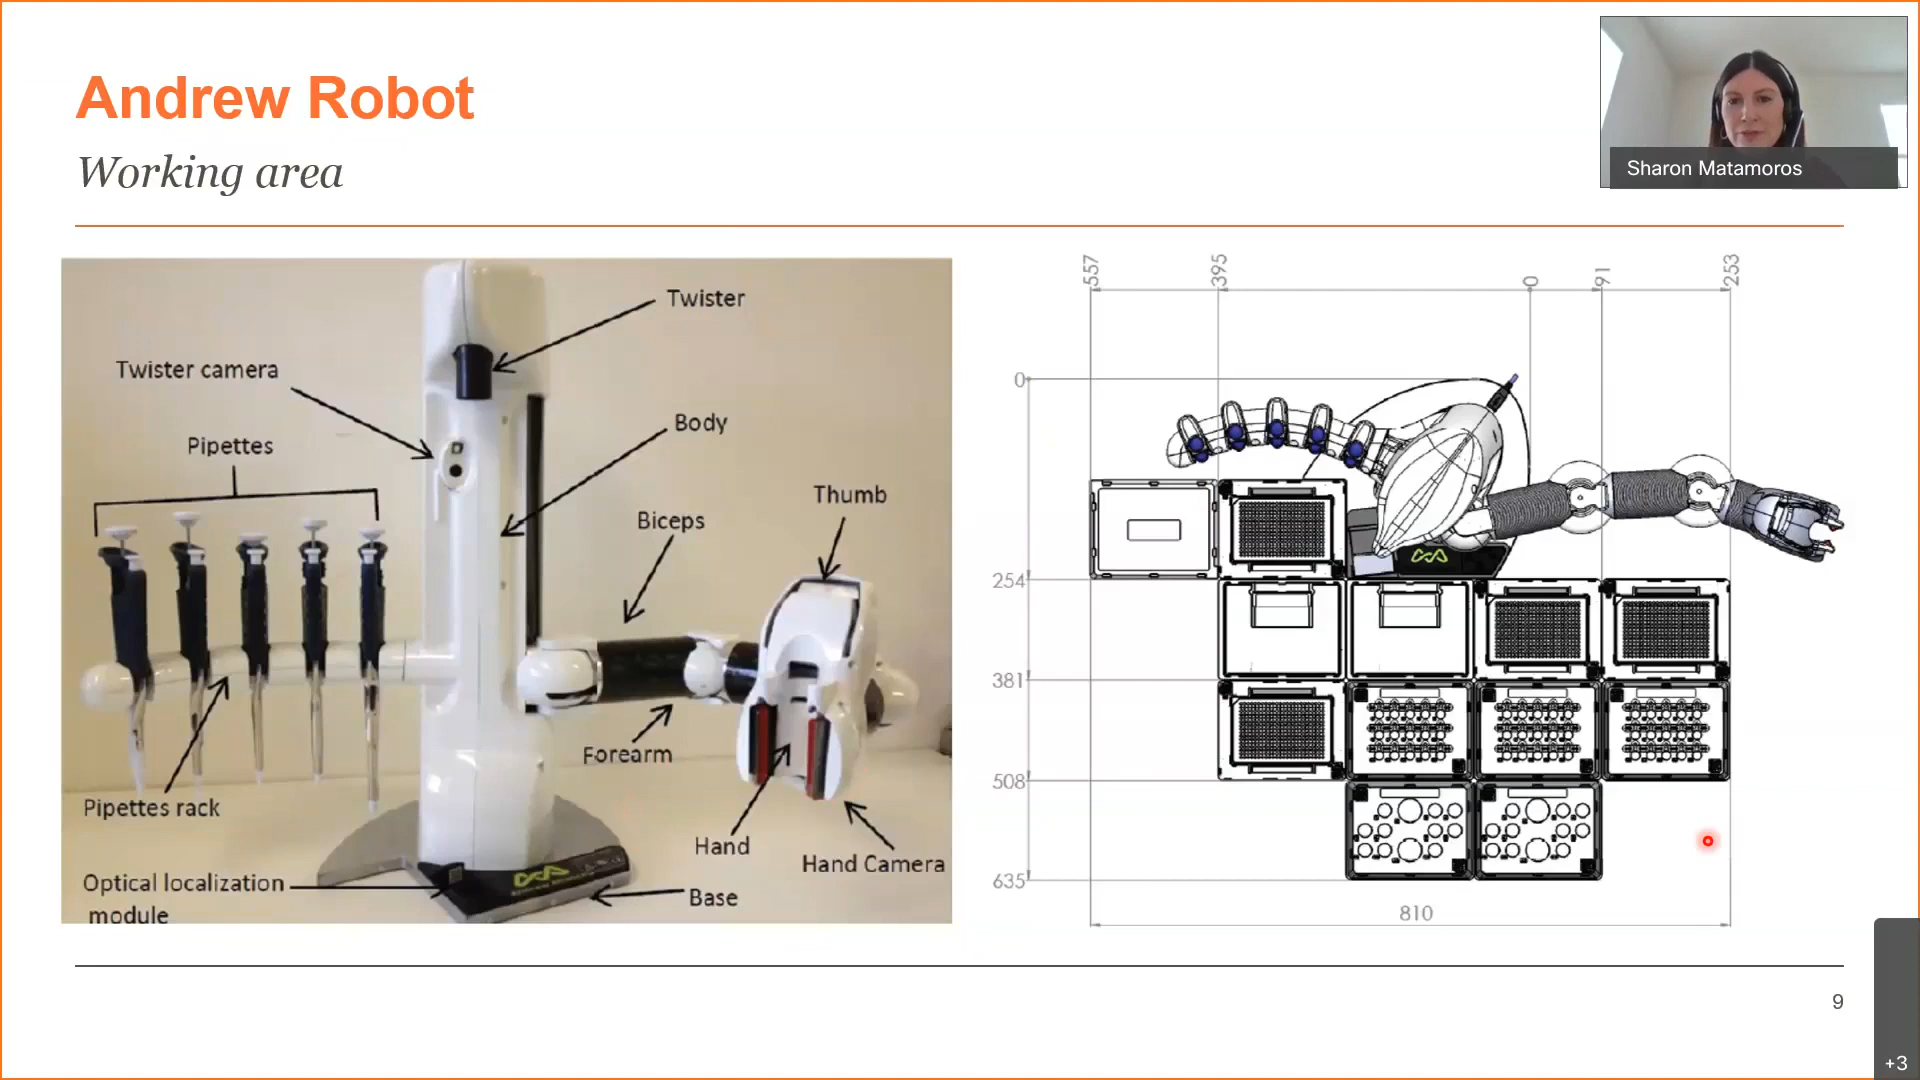 Andrew Robot
Working area
Sharon Matamoros
Twister
Twister camera
Body
Pipettes
Thumb
Biceps
Forearm
Pipettes rack
Hand
Hand Camera
Optical localization
module
Base
557
395
0
91
253
0
254
381
508
635
810
9
+3